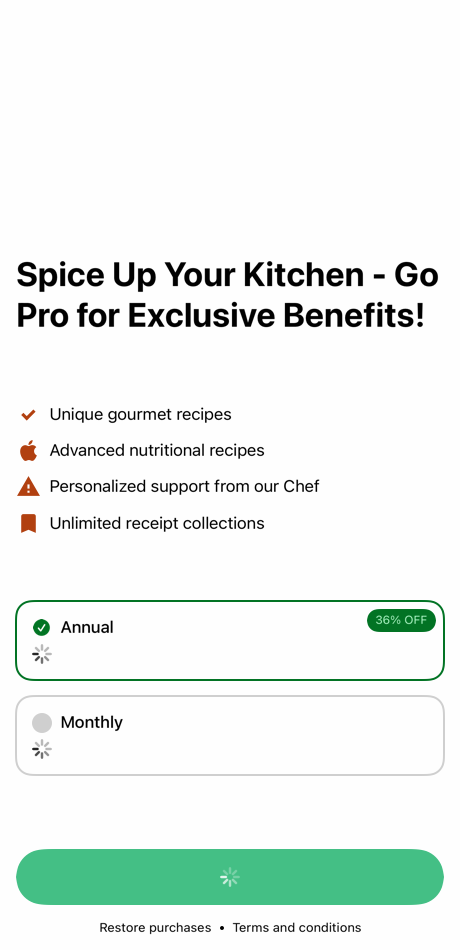 Spice Up Your Kitchen - Go
Pro for Exclusive Benefits!
Unique gourmet recipes
Advanced nutritional recipes
Personalized support from our Chef
Unlimited receipt collections
Annual
36% OFF
Monthly
Restore purchases • Terms and conditions